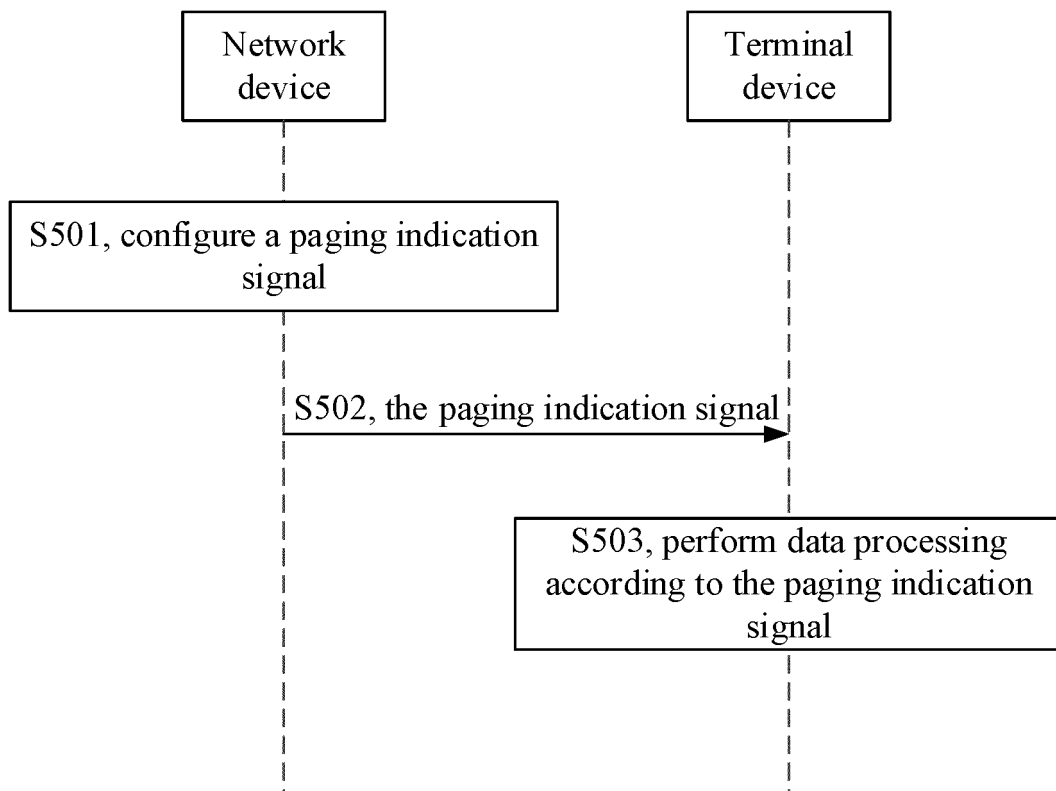 Network
device
Terminal
device
S501, configure a paging indication
signal
S502, the paging indication signal
S503, perform data processing
according to the paging indication
signal